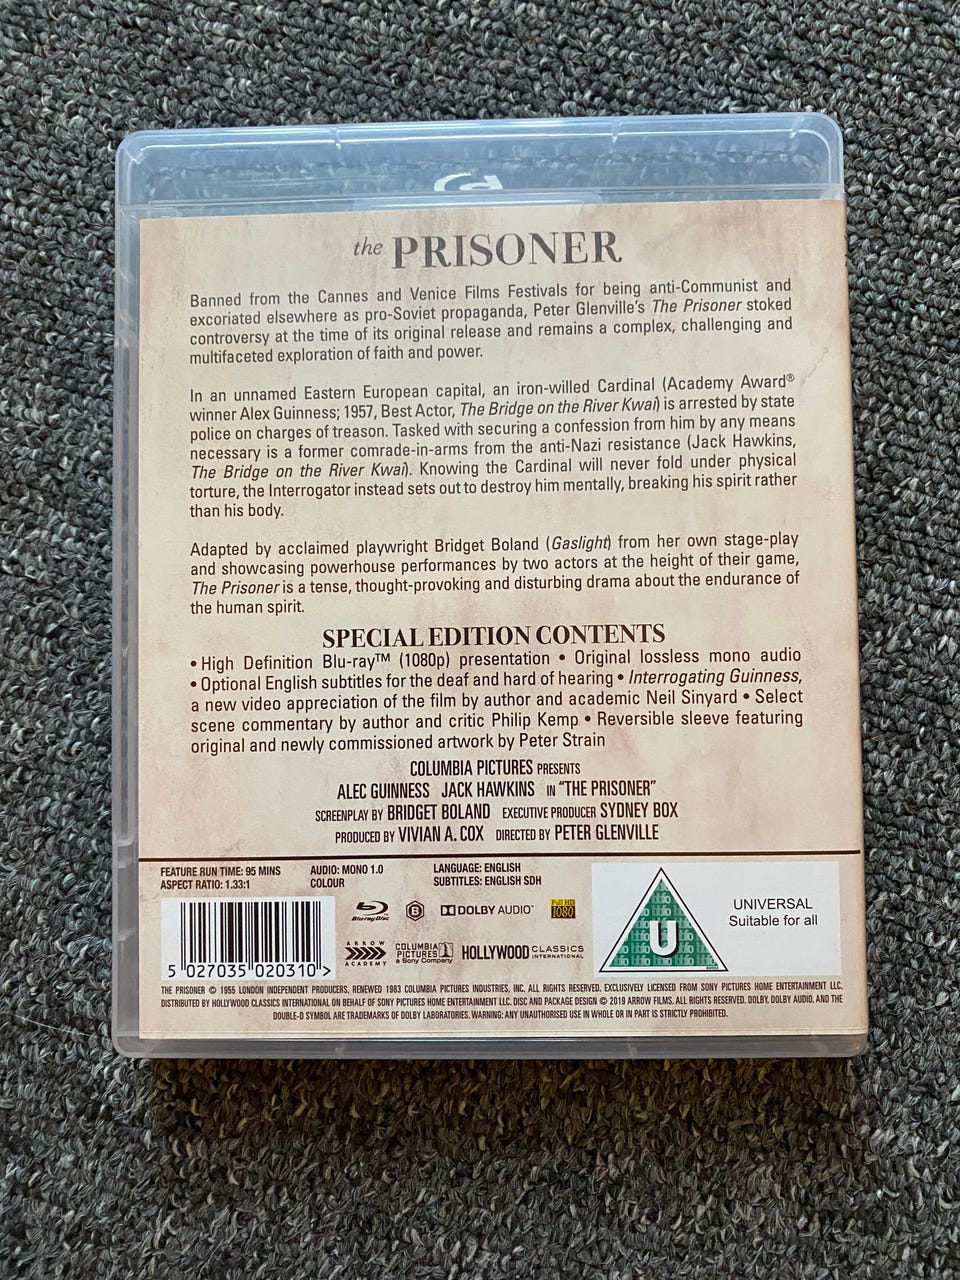 the PRISONER
Banned from the Cannes and Venice Films Festivals for being anti-Communist and
excoriated elsewhere as pro-Soviet propaganda, Peter Glenville's The Prisoner stoked
controversy at the time of its original release and remains a complex, challenging and
multifaceted exploration of faith and power.
In an unnamed Eastern European capital, an iron-willed Cardinal (Academy Award®
winner Alex Guinness; 1957, Best Actor, The Bridge on the River Kwai) is arrested by state
police on charges of treason. Tasked with securing a confession from him by any means
necessary is a former comrade-in-arms from the anti-Nazi resistance (Jack Hawkins,
The Bridge on the River Kwai). Knowing the Cardinal will never fold under physical
torture, the Interrogator instead sets out to destroy him mentally, breaking his spirit rather
than his body.
Adapted by acclaimed playwright Bridget Boland (Gaslight) from her own stage-play
and showcasing powerhouse performances by two actors at the height of their game,
The Prisoner is a tense, thought-provoking and disturbing drama about the endurance of
the human spirit.
SPECIAL EDITION CONTENTS
• High Definition Blu-ray™ (1080p) presentation • Original lossless mono audio
• Optional English subtitles for the deaf and hard of hearing • Interrogating Guinness,
a new video appreciation of the film by author and academic Neil Sinyard • Select
scene commentary by author and critic Philip Kemp • Reversible sleeve featuring
original and newly commissioned artwork by Peter Strain
COLUMBIA PICTURES PRESENTS
ALEC GUINNESS JACK HAWKINS IN "THE PRISONER"
SCREENPLAY BY BRIDGET BOLAND EXECUTIVE PRODUCER SYDNEY BOX
PRODUCED BY VIVIAN A. COX DIRECTED BY PETER GLENVILLE
FEATURE RUN TIME: 95 MINS
ASPECT RATIO: 1.33:1
AUDIO: MONO 1.0
COLOUR
LANGUAGE: ENGLISH
SUBTITLES: ENGLISH SDH
Blu-ray Disc
B
DOLBY AUDIO™
Full HD
1080
ARROW
ACADEMY
COLUMBIA
PICTURES
a Sony Company
HOLLYWOOD CLASSICS
INTERNATIONAL
U
UNIVERSAL
Suitable for all
5 027035 020310 >
THE PRISONER © 1955 LONDON INDEPENDENT PRODUCERS, RENEWED 1983 COLUMBIA PICTURES INDUSTRIES, INC. ALL RIGHTS RESERVED. EXCLUSIVELY LICENSED FROM SONY PICTURES HOME ENTERTAINMENT LLC.
DISTRIBUTED BY HOLLYWOOD CLASSICS INTERNATIONAL ON BEHALF OF SONY PICTURES HOME ENTERTAINMENT LLC. DISC AND PACKAGE DESIGN © 2019 ARROW FILMS. ALL RIGHTS RESERVED. DOLBY, DOLBY AUDIO, AND THE
DOUBLE-D SYMBOL ARE TRADEMARKS OF DOLBY LABORATORIES. WARNING: ANY UNAUTHORISED USE IN WHOLE OR IN PART IS STRICTLY PROHIBITED.